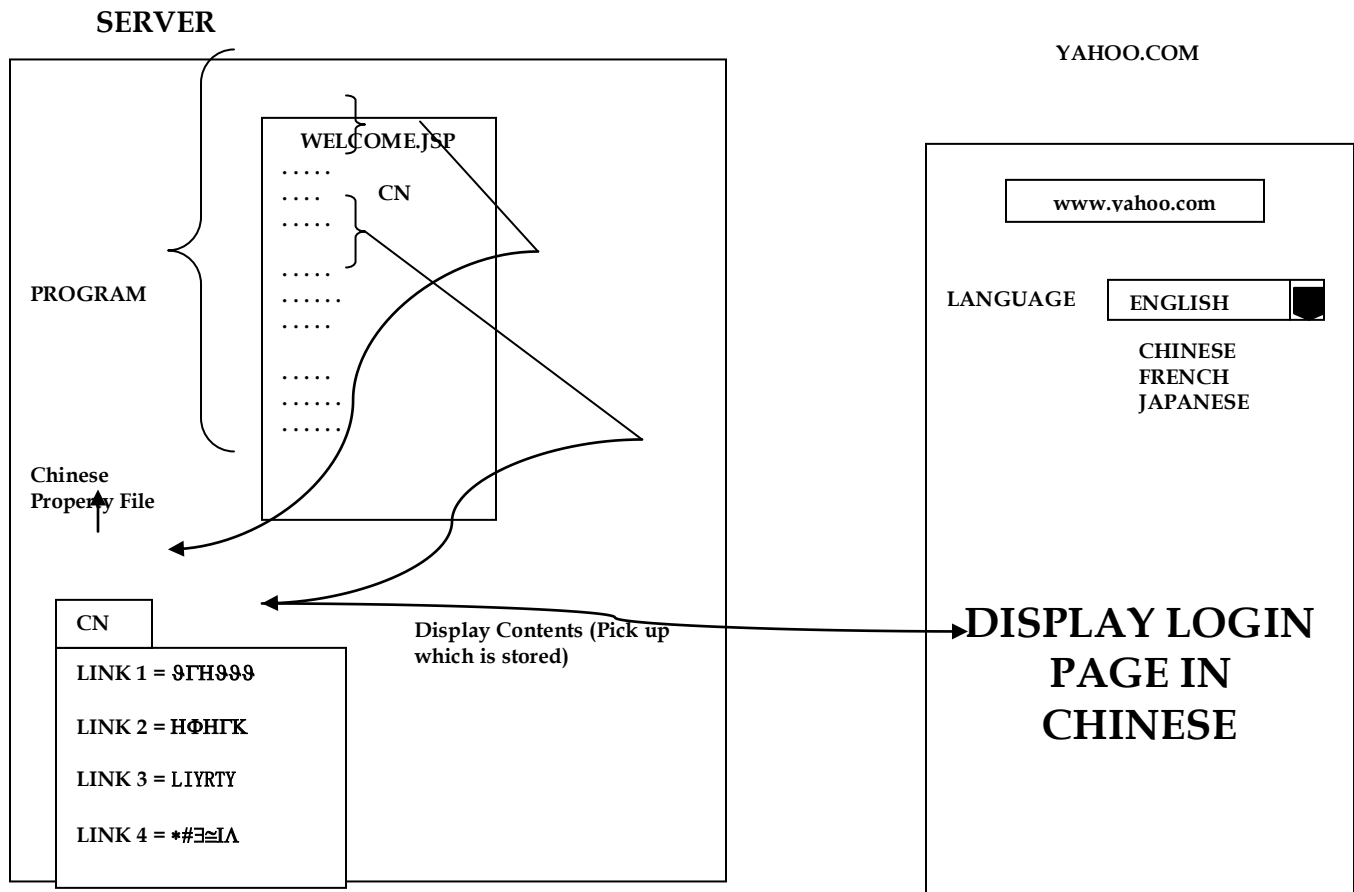 SERVER
YAHOO.COM
WELCOME.JSP
. . . . .
. . . .
CN
. . . . .
. . . . .
. . . . . .
. . . . .
. . . . .
. . . . . .
. . . . . .
PROGRAM
Chinese
Property File
CN
LINK 1 = ϑΓΗϑϑϑ
LINK 2 = ΗΦΗΓΚ
LINK 3 = LIYRTY
LINK 4 = *#∃≅ΙΛ
Display Contents (Pick up
which is stored)
www.yahoo.com
LANGUAGE
ENGLISH
CHINESE
FRENCH
JAPANESE
DISPLAY LOGIN
PAGE IN
CHINESE